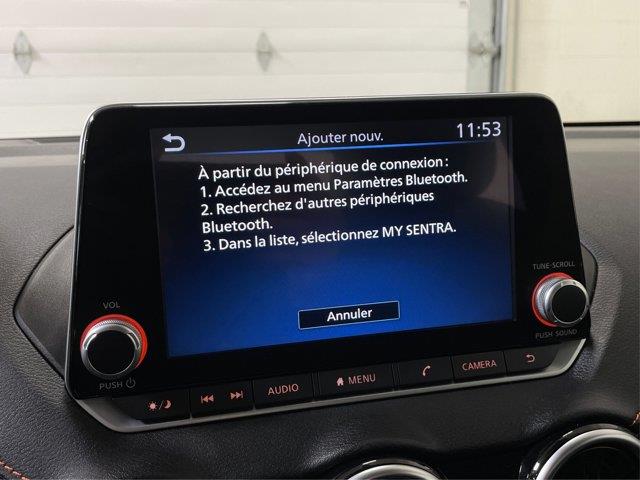 Ajouter nouv.
11:53
À partir du périphérique de connexion :
1. Accédez au menu Paramètres Bluetooth.
2. Recherchez d'autres périphériques
Bluetooth.
3. Dans la liste, sélectionnez MY SENTRA.
Annuler
VOL
PUSH
TUNE·SCROLL
PUSH SOUND
AUDIO
MENU
CAMERA